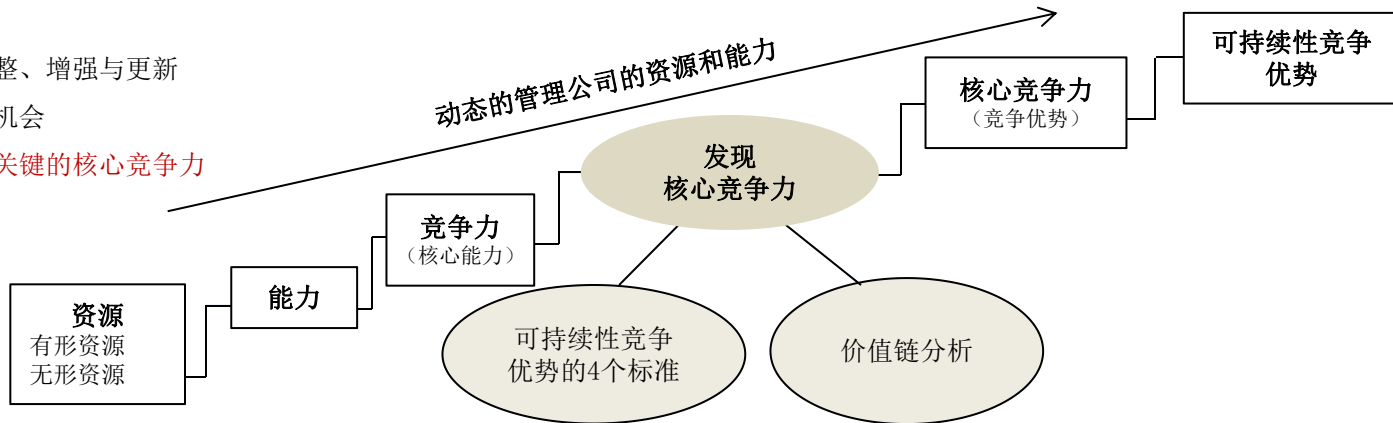 整、增强与更新
机会
关键的核心竞争力
动态的管理公司的资源和能力
可持续性竞争
优势
核心竞争力
（竞争优势）
发现
核心竞争力
竞争力
（核心能力）
能力
资源
有形资源
无形资源
可持续性竞争
优势的4个标准
价值链分析